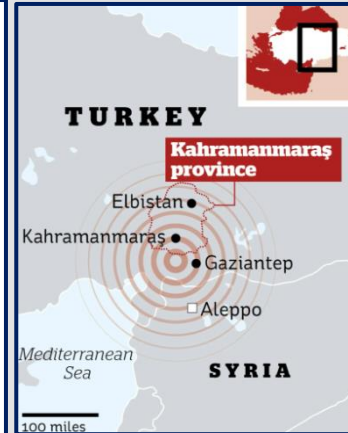 TURKEY
Kahramanmaraş
province
Elbistan
Kahramanmaraş
Gaziantep
Aleppo
Mediterranean
Sea
SYRIA
100 miles